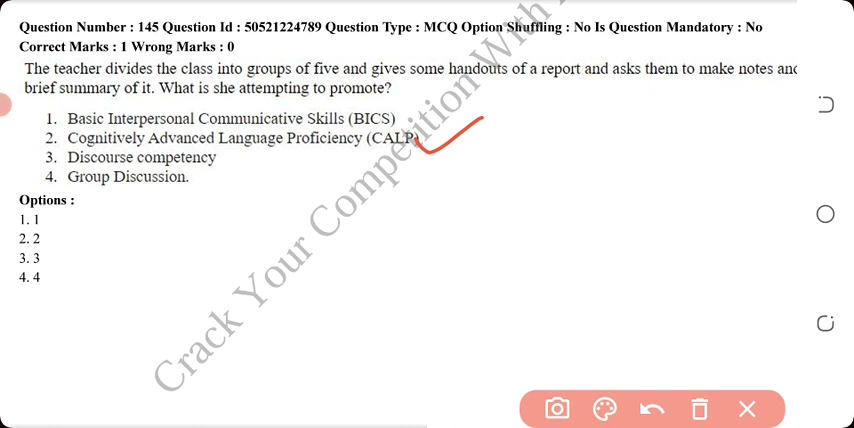 Question Number : 145 Question Id : 50521224789 Question Type : MCQ Option Shuffling : No Is Question Mandatory : No
Correct Marks : 1 Wrong Marks : 0
The teacher divides the class into groups of five and gives some handouts of a report and asks them to make notes and
brief summary of it. What is she attempting to promote?
1. Basic Interpersonal Communicative Skills (BICS)
2. Cognitively Advanced Language Proficiency (CALP)
3. Discourse competency
4. Group Discussion.
Options :
1. 1
2. 2
3. 3
4. 4
Crack Your Competition With